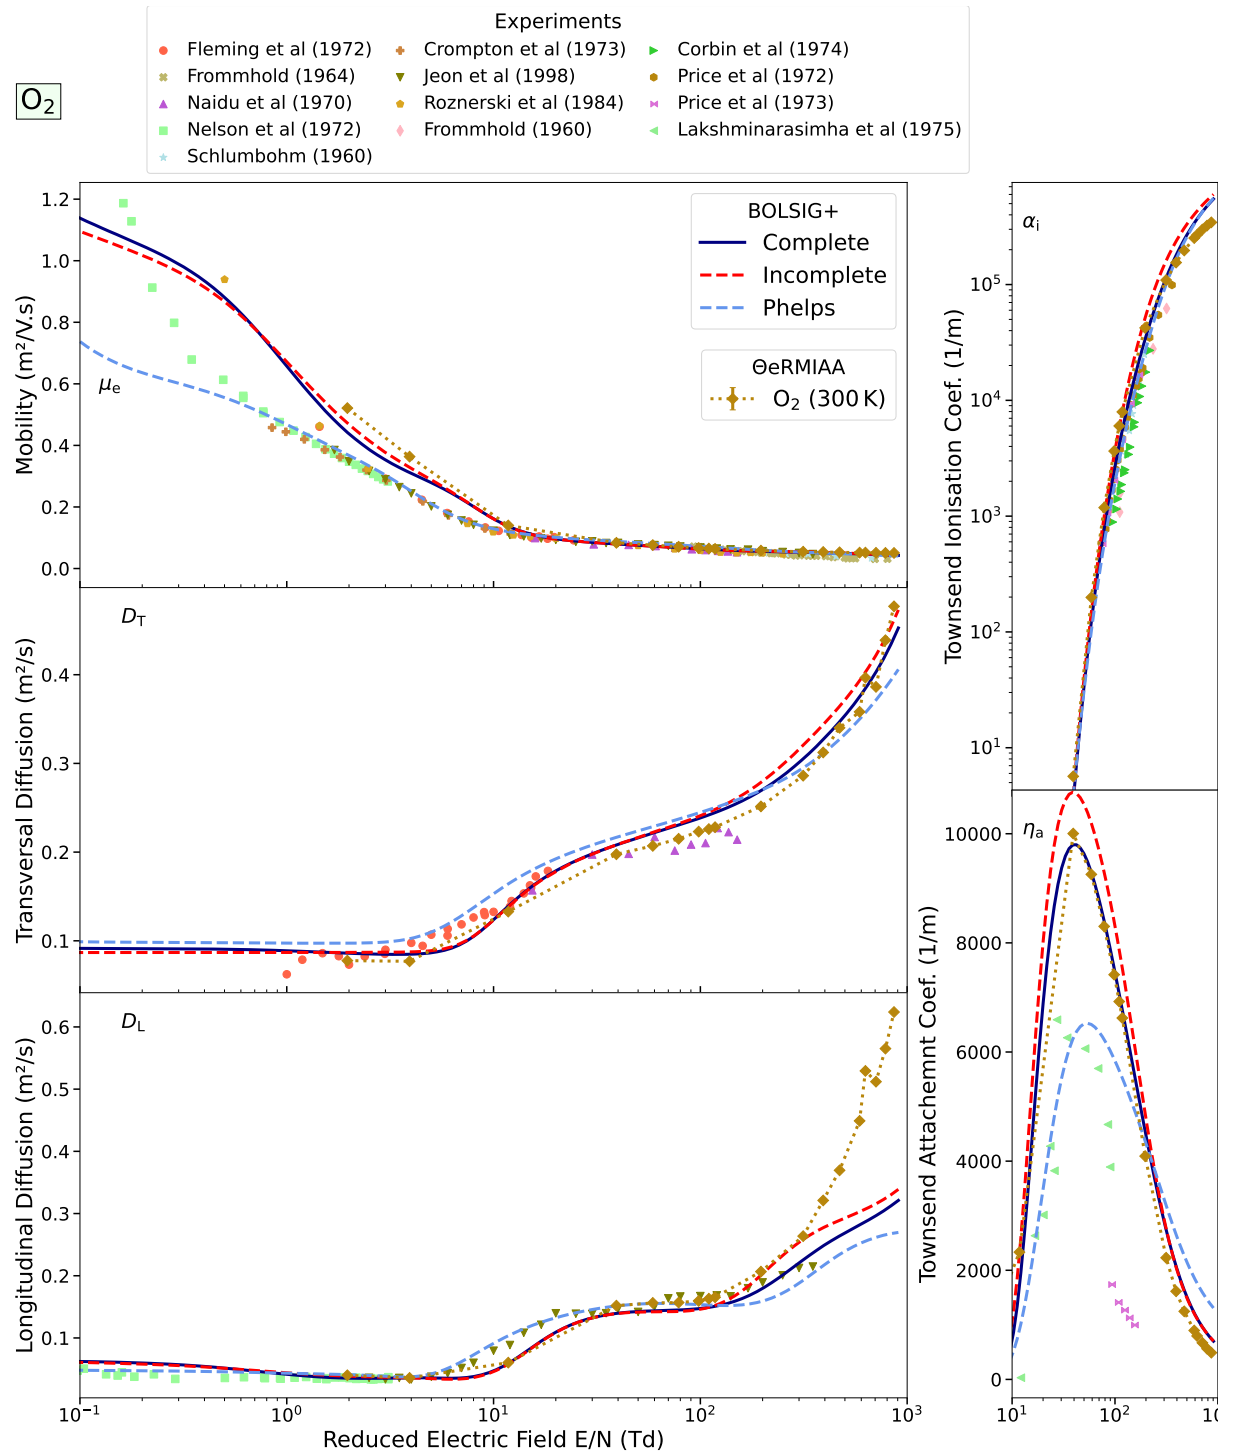 Experiments
Fleming et al (1972)
Frommhold (1964)
Naidu et al (1970)
Nelson et al (1972)
Schlumbohm (1960)
Crompton et al (1973)
Jeon et al (1998)
Roznerski et al (1984)
Frommhold (1960)
Corbin et al (1974)
Price et al (1972)
Price et al (1973)
Lakshminarasimha et al (1975)
O₂
BOLSIG+
Complete
Incomplete
Phelps
ΘeRMIAA
O₂ (300 K)
μₑ
Mobility (m²/V.s)
1.2
1.0
0.8
0.6
0.4
0.2
0.0
D_T
Transversal Diffusion (m²/s)
0.4
0.3
0.2
0.1
D_L
Longitudinal Diffusion (m²/s)
0.6
0.5
0.4
0.3
0.2
0.1
10⁻¹
10⁰
10¹
10²
10³
Reduced Electric Field E/N (Td)
αᵢ
Townsend Ionisation Coef. (1/m)
10⁵
10⁴
10³
10²
10¹
ηₐ
Townsend Attachemnt Coef. (1/m)
10000
8000
6000
4000
2000
0
10¹
10²